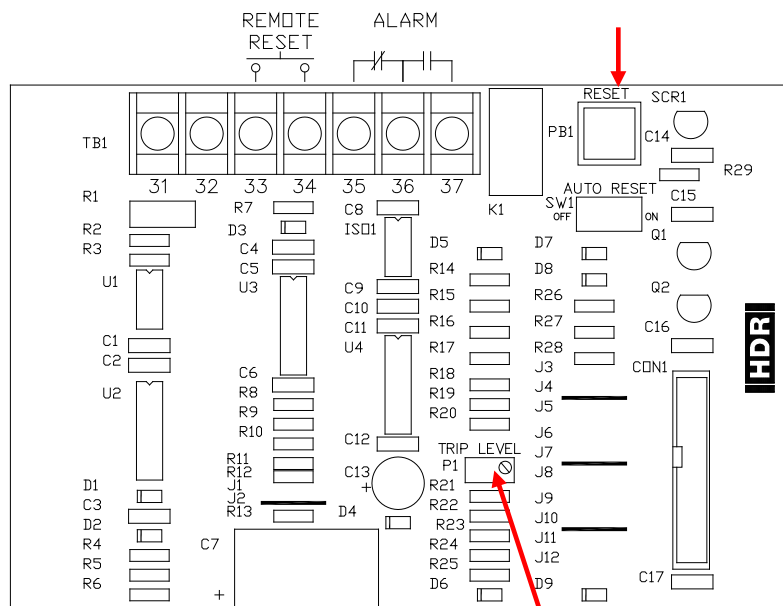 REMOTE RESET
ALARM
RESET
SCR1
PB1
C14
TB1
R29
31 32 33 34 35 36 37
K1
AUTO RESET
SW1
OFF ON
C15
R1
R2
R3
U1
C1
C2
U2
D1
C3
D2
R4
R5
R6
R7
D3
C4
C5
U3
C6
R8
R9
R10
R11
R12
J1
J2
R13
C7
+
C8
ISO1
C9
C10
C11
U4
C12
C13
+
D4
D5
R14
R15
R16
R17
R18
R19
R20
TRIP LEVEL
P1
R21
R22
R23
R24
R25
D6
D7
D8
R26
R27
R28
J3
J4
J5
J6
J7
J8
J9
J10
J11
J12
D9
Q1
Q2
C16
CON1
C17
HDR